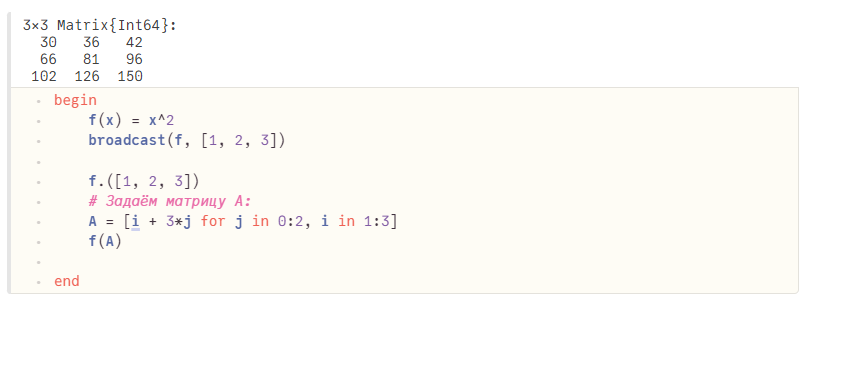 3×3 Matrix{Int64}:
  30   36   42
  66   81   96
 102  126  150
begin
    f(x) = x^2
    broadcast(f, [1, 2, 3])
    f.([1, 2, 3])
    # Задаём матрицу A:
    A = [i + 3*j for j in 0:2, i in 1:3]
    f(A)
end